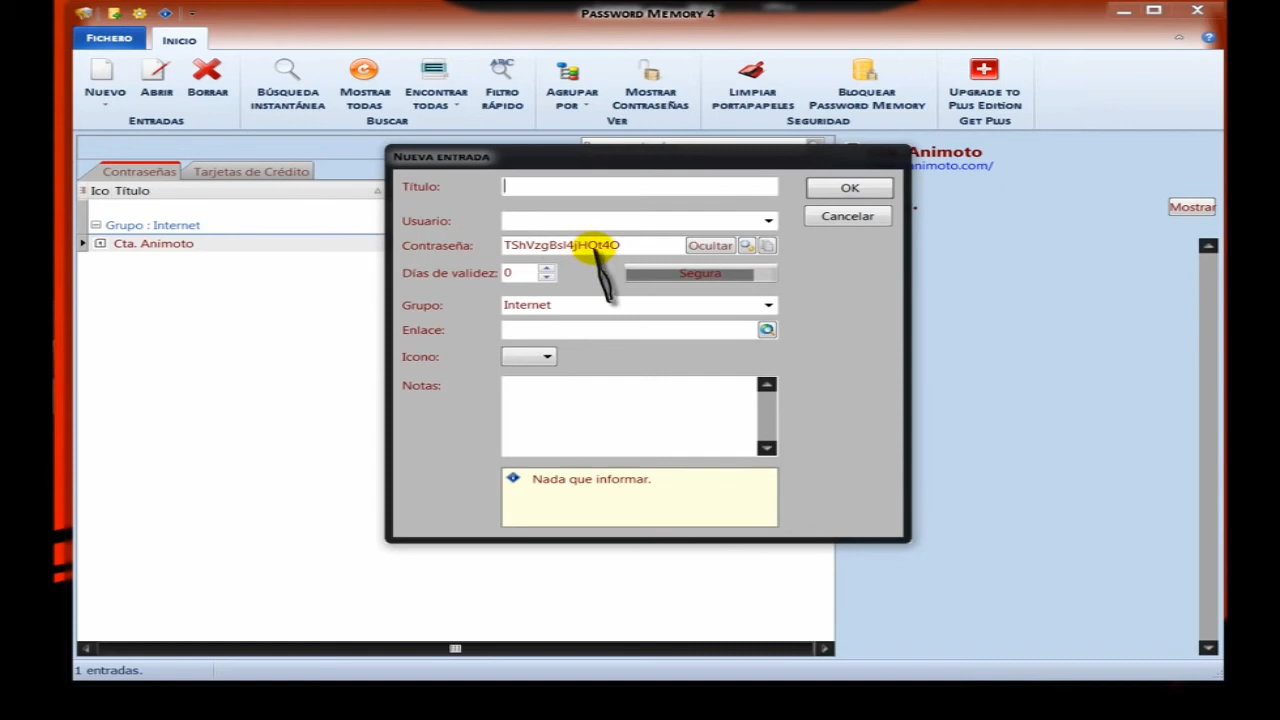 PASSWORD MEMORY 4
FICHERO
INICIO
NUEVO
ABRIR
BORRAR
BÚSQUEDA INSTANTÁNEA
MOSTRAR TODAS
ENCONTRAR TODAS
FILTRO RÁPIDO
AGRUPAR POR
MOSTRAR CONTRASEÑAS
LIMPIAR PORTAPAPELES
BLOQUEAR PASSWORD MEMORY
UPGRADE TO PLUS EDITION
ENTRADAS
BUSCAR
VER
SEGURIDAD
GET PLUS
Contraseñas
Tarjetas de Crédito
Ico Título
Grupo : Internet
Cta. Animoto
NUEVA ENTRADA
Título:
OK
Usuario:
Cancelar
Contraseña: TShVzgBsI4jHQt4O Ocultar
Días de validez: 0 Segura
Grupo: Internet
Enlace:
Icono:
Notas:
Nada que informar.
Animoto
animoto.com/
Mostrar
1 entradas.